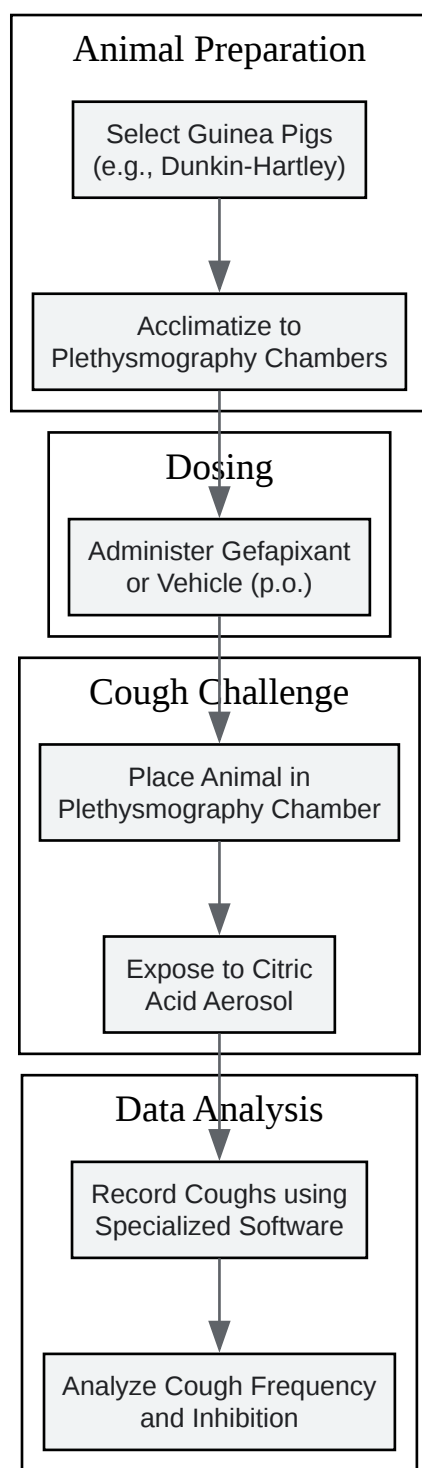 Animal Preparation
Select Guinea Pigs
(e.g., Dunkin-Hartley)
Acclimatize to
Plethysmography Chambers
Dosing
Administer Gefapixant
or Vehicle (p.o.)
Cough Challenge
Place Animal in
Plethysmography Chamber
Expose to Citric
Acid Aerosol
Data Analysis
Record Coughs using
Specialized Software
Analyze Cough Frequency
and Inhibition